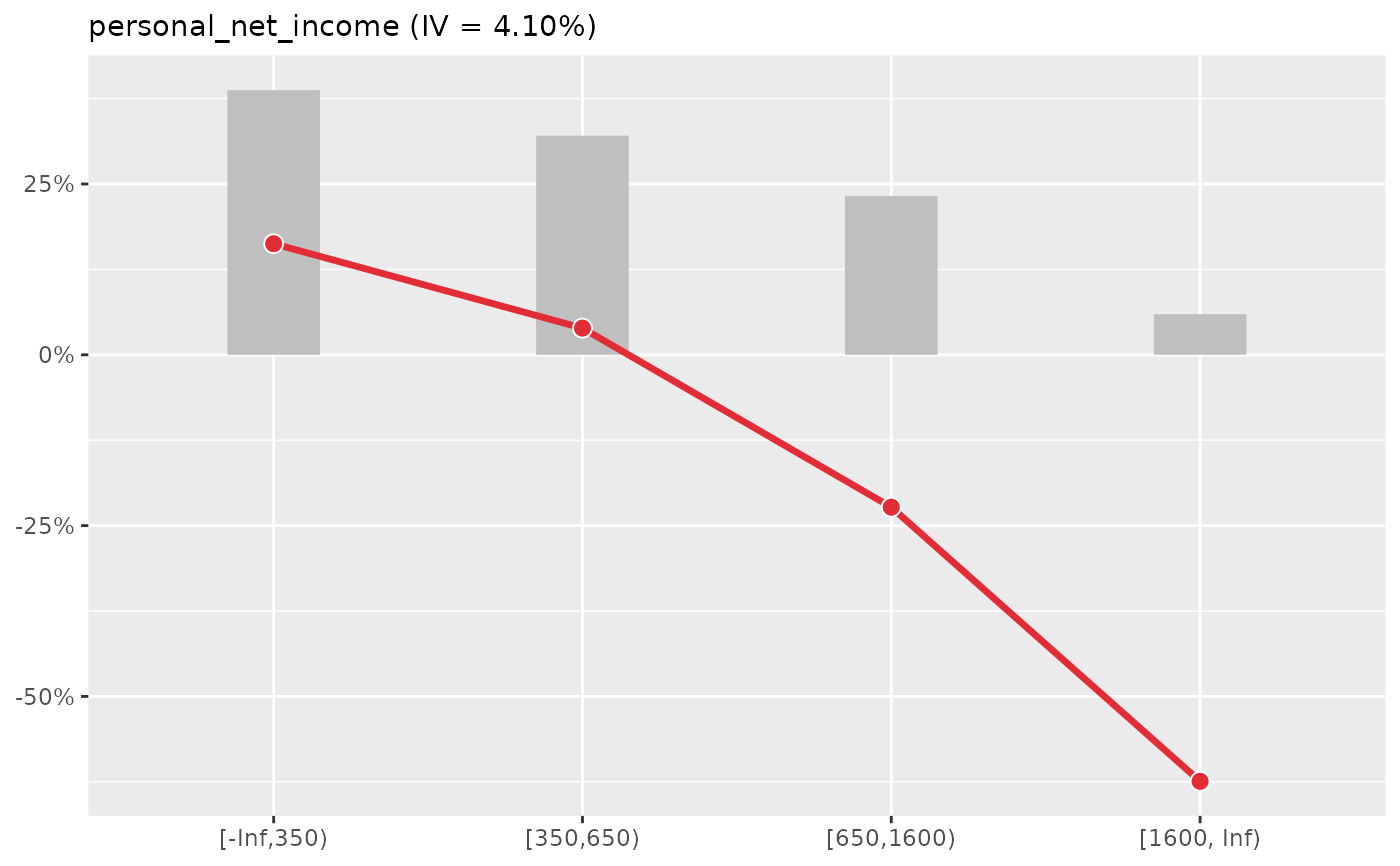 personal_net_income (IV = 4.10%)
25%
0%
-25%
-50%
[-Inf,350)
[350,650)
[650,1600)
[1600, Inf)